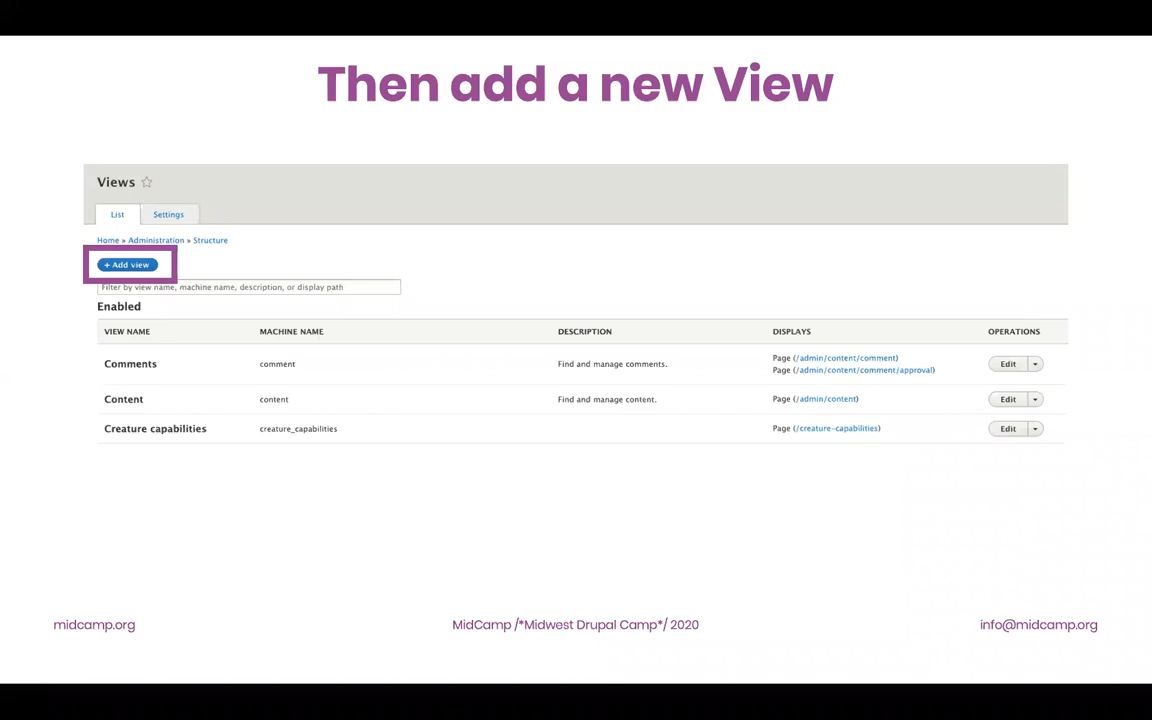 Then add a new View
Views
List Settings
Home » Administration » Structure
+ Add view
Filter by view name, machine name, description, or display path
Enabled
VIEW NAME MACHINE NAME DESCRIPTION DISPLAYS OPERATIONS
Comments comment Find and manage comments. Page (/admin/content/comment) Edit
Page (/admin/content/comment/approval)
Content content Find and manage content. Page (/admin/content) Edit
Creature capabilities creature_capabilities Page (/creature-capabilities) Edit
midcamp.org MidCamp /*Midwest Drupal Camp*/ 2020 info@midcamp.org